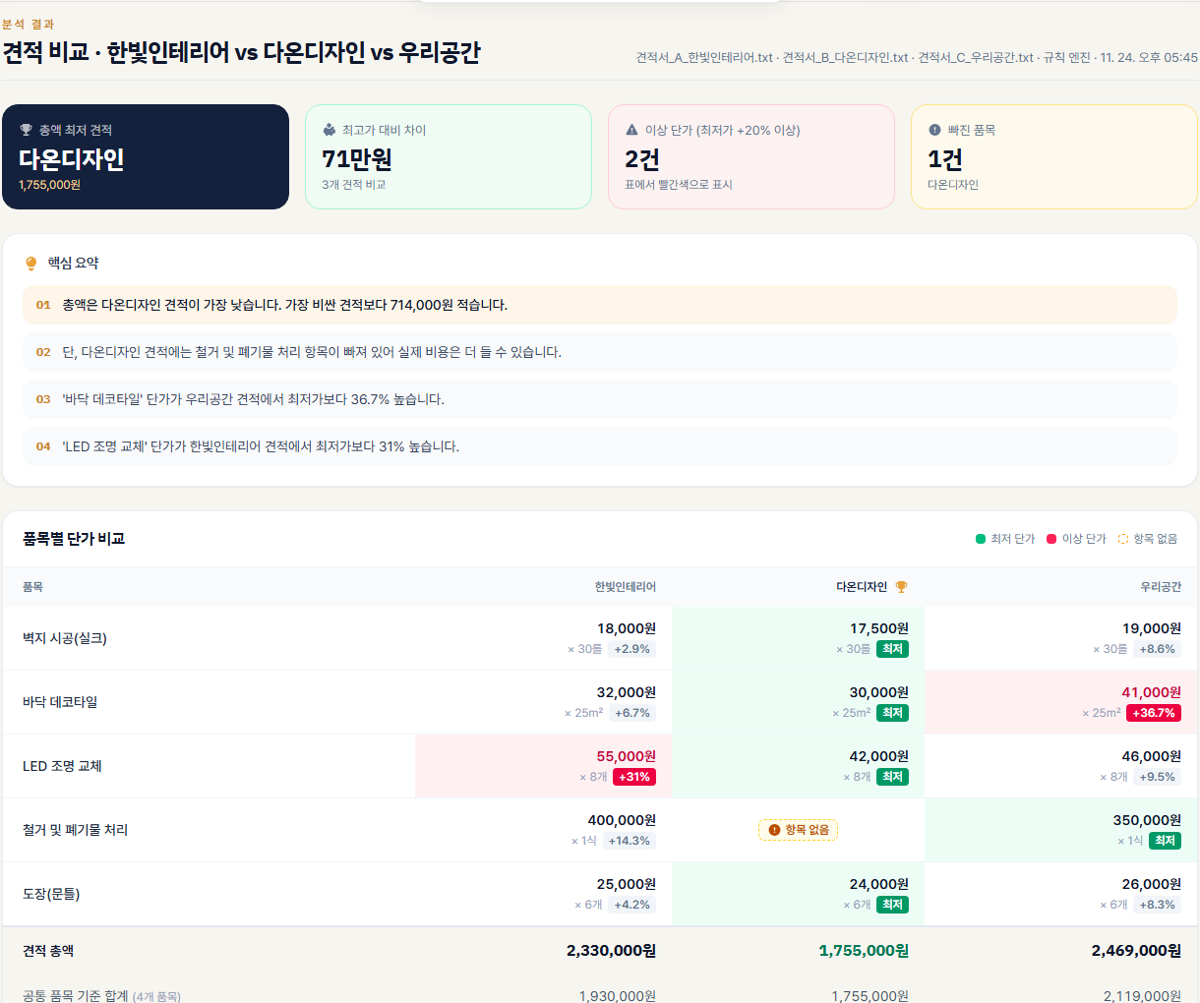 분석 결과
견적 비교 · 한빛인테리어 vs 다온디자인 vs 우리공간
견적서_A_한빛인테리어.txt · 견적서_B_다온디자인.txt · 견적서_C_우리공간.txt · 규칙 엔진 · 11. 24. 오후 05:45
총액 최저 견적
다온디자인
1,755,000원
최고가 대비 차이
71만원
3개 견적 비교
이상 단가 (최저가 +20% 이상)
2건
표에서 빨간색으로 표시
빠진 품목
1건
다온디자인
핵심 요약
01 총액은 다온디자인 견적이 가장 낮습니다. 가장 비싼 견적보다 714,000원 적습니다.
02 단, 다온디자인 견적에는 철거 및 폐기물 처리 항목이 빠져 있어 실제 비용은 더 들 수 있습니다.
03 '바닥 데코타일' 단가가 우리공간 견적에서 최저가보다 36.7% 높습니다.
04 'LED 조명 교체' 단가가 한빛인테리어 견적에서 최저가보다 31% 높습니다.
품목별 단가 비교
최저 단가 이상 단가 항목 없음
품목 한빛인테리어 다온디자인 우리공간
벽지 시공(실크) 18,000원 17,500원 19,000원
× 30롤 +2.9% × 30롤 최저 × 30롤 +8.6%
바닥 데코타일 32,000원 30,000원 41,000원
× 25m² +6.7% × 25m² 최저 × 25m² +36.7%
LED 조명 교체 55,000원 42,000원 46,000원
× 8개 +31% × 8개 최저 × 8개 +9.5%
철거 및 폐기물 처리 400,000원 항목 없음 350,000원
× 1식 +14.3% × 1식 최저
도장(문틀) 25,000원 24,000원 26,000원
× 6개 +4.2% × 6개 최저 × 6개 +8.3%
견적 총액 2,330,000원 1,755,000원 2,469,000원
공통 품목 기준 합계 (4개 품목) 1,930,000원 1,755,000원 2,119,000원